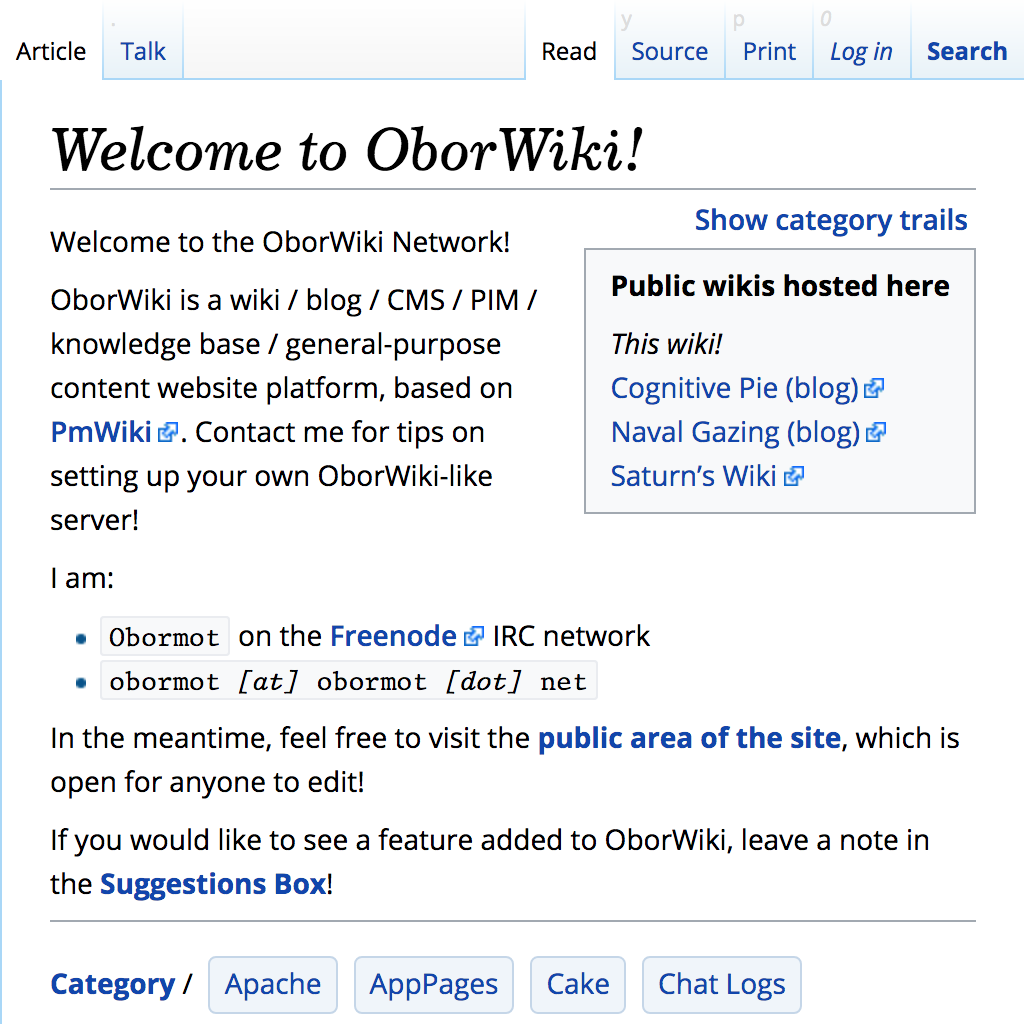 . y p 0
Article Talk Read Source Print Log in Search
Welcome to OborWiki!
Show category trails
Welcome to the OborWiki Network!
OborWiki is a wiki / blog / CMS / PIM /
knowledge base / general-purpose
content website platform, based on
PmWiki. Contact me for tips on
setting up your own OborWiki-like
server!
Public wikis hosted here
This wiki!
Cognitive Pie (blog)
Naval Gazing (blog)
Saturn’s Wiki
I am:
• Obormot on the Freenode IRC network
• obormot [at] obormot [dot] net
In the meantime, feel free to visit the public area of the site, which is
open for anyone to edit!
If you would like to see a feature added to OborWiki, leave a note in
the Suggestions Box!
Category / Apache AppPages Cake Chat Logs